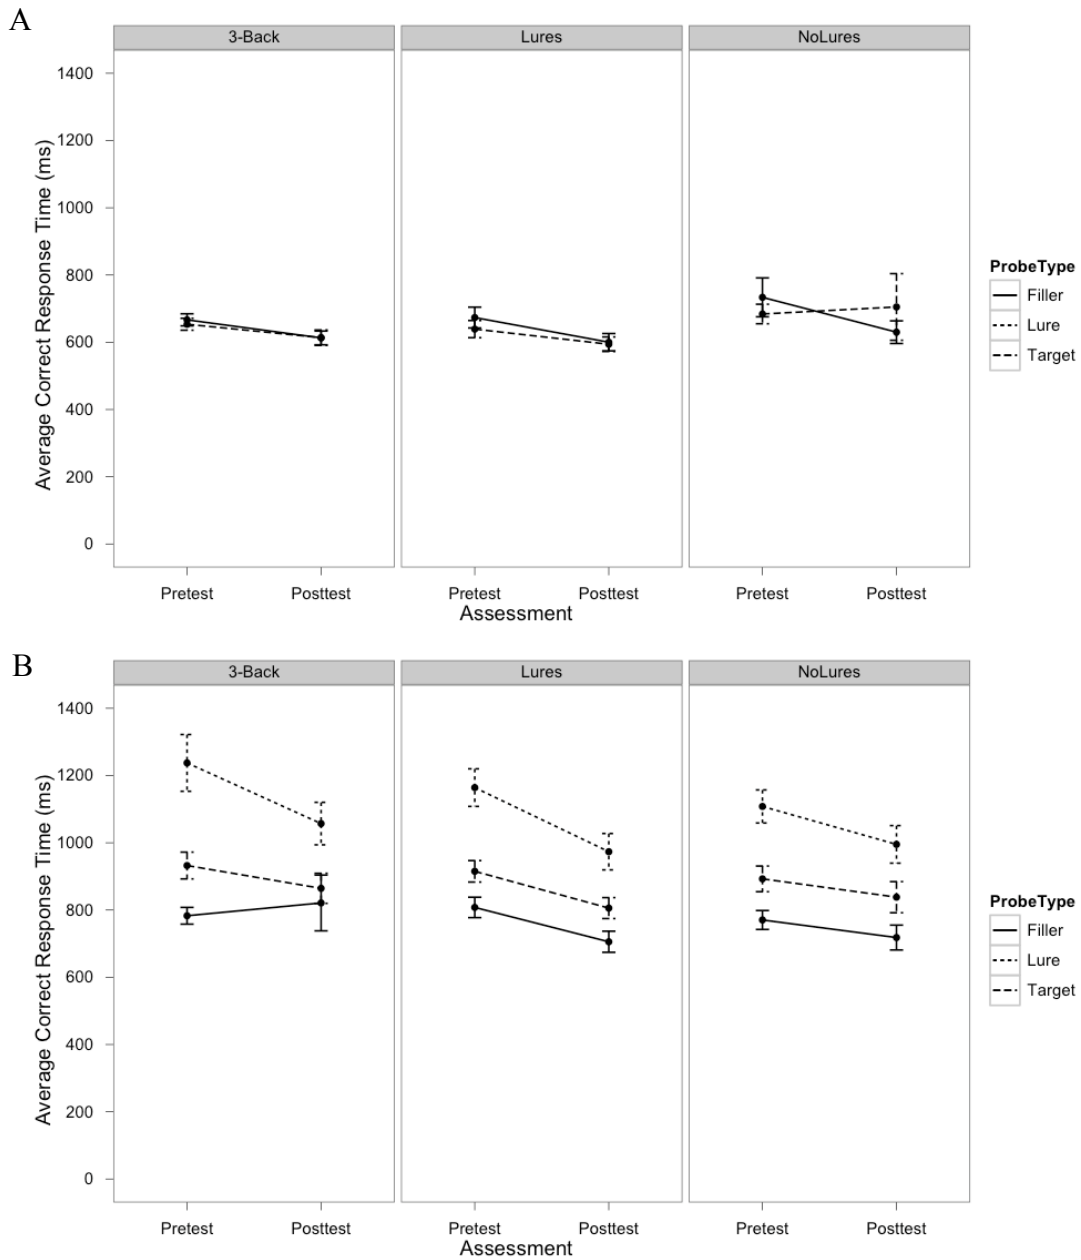 A
3-Back Lures NoLures
1400
1200
1000
800
600
400
200
0
Average Correct Response Time (ms)
Pretest Posttest Pretest Posttest Pretest Posttest
Assessment
ProbeType
Filler
Lure
Target
B
3-Back Lures NoLures
1400
1200
1000
800
600
400
200
0
Average Correct Response Time (ms)
Pretest Posttest Pretest Posttest Pretest Posttest
Assessment
ProbeType
Filler
Lure
Target